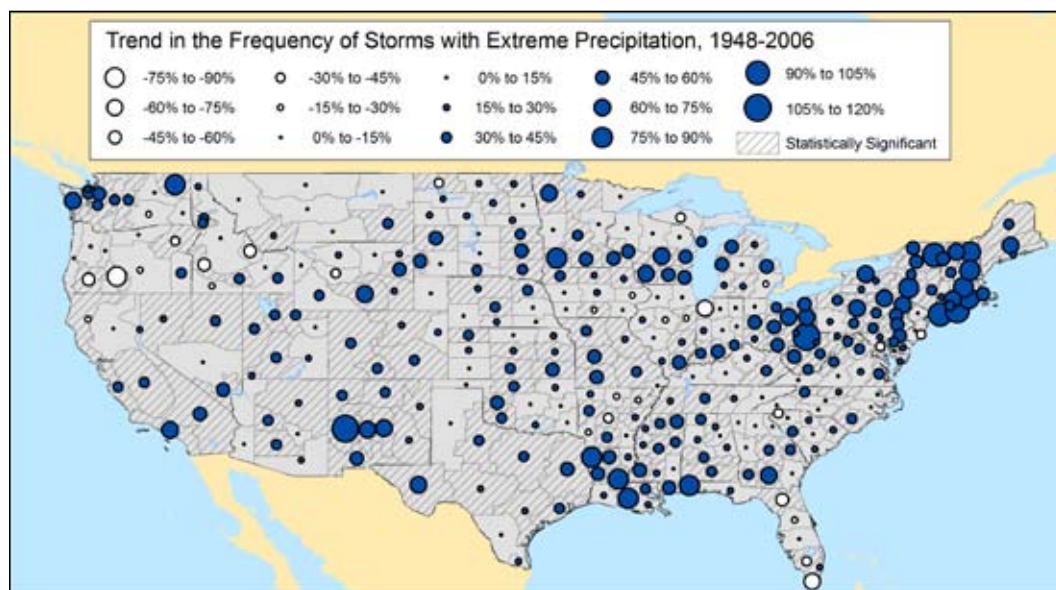 Trend in the Frequency of Storms with Extreme Precipitation, 1948-2006
-75% to -90%
-60% to -75%
-45% to -60%
-30% to -45%
-15% to -30%
0% to -15%
0% to 15%
15% to 30%
30% to 45%
45% to 60%
60% to 75%
75% to 90%
90% to 105%
105% to 120%
Statistically Significant